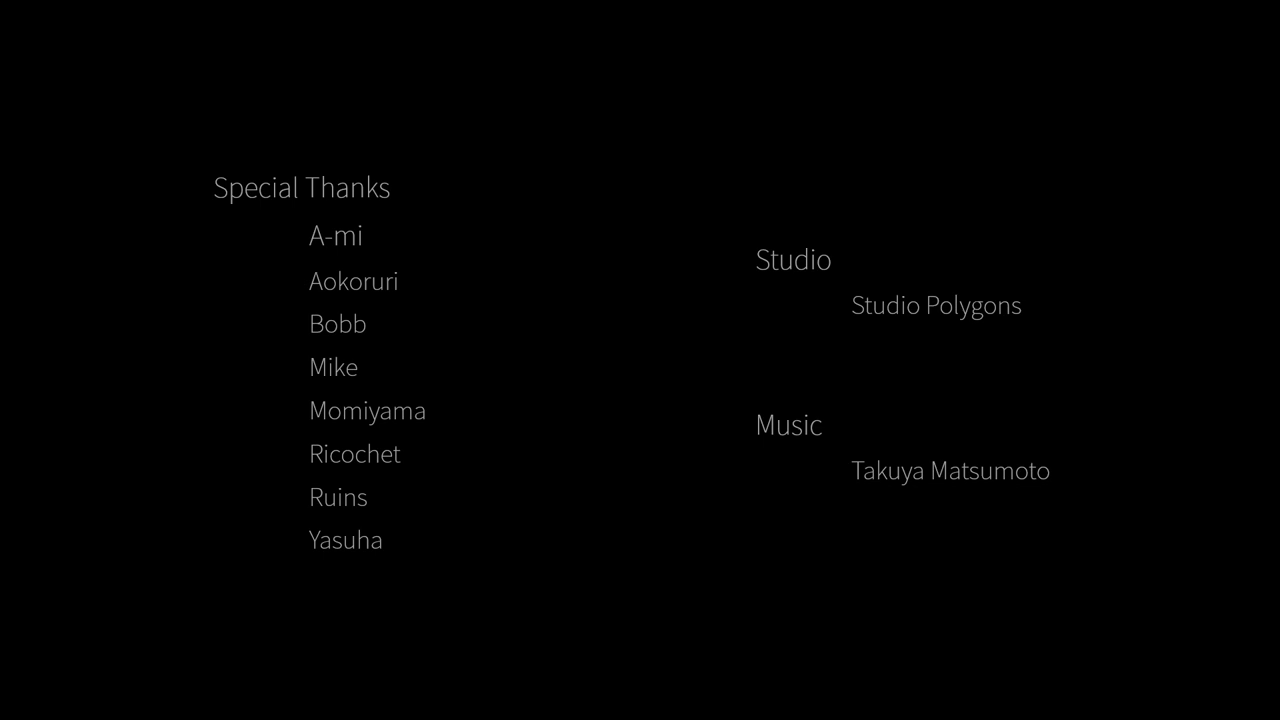 Special Thanks
A-mi
Aokoruri
Bobb
Mike
Momiyama
Ricochet
Ruins
Yasuha
Studio
Studio Polygons
Music
Takuya Matsumoto